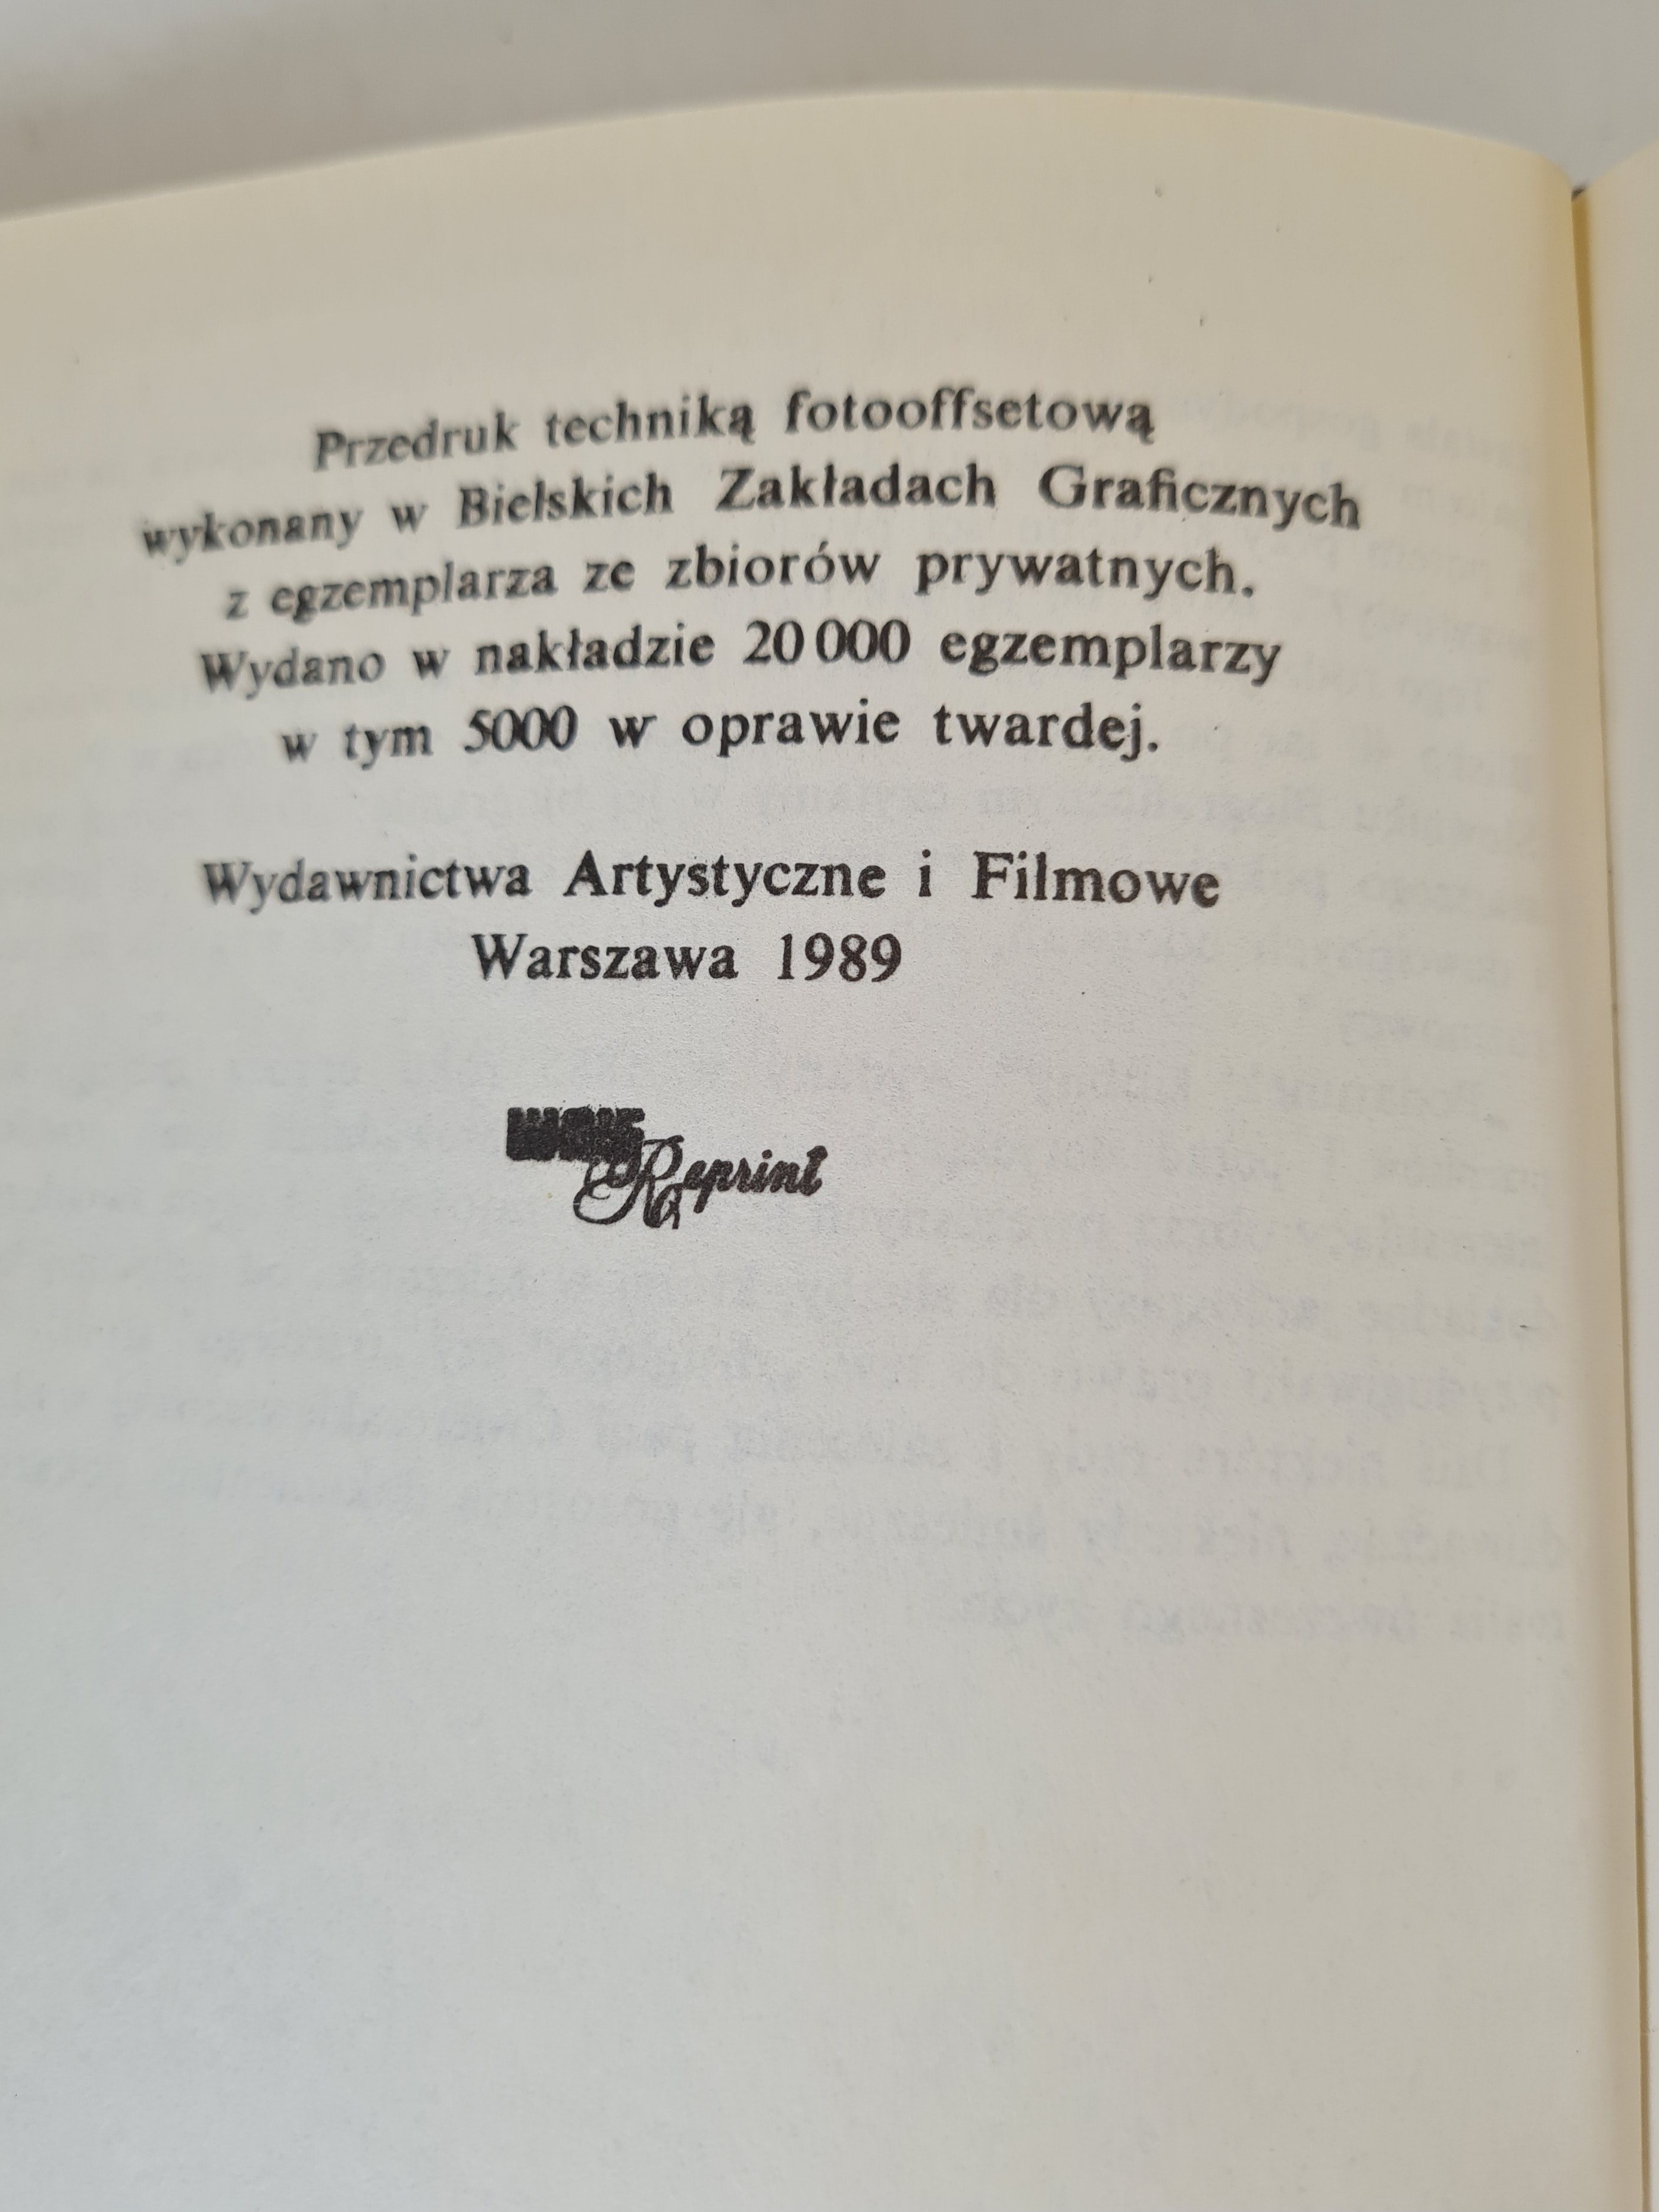 Przedruk techniką fotooffsetową
wykonany w Bielskich Zakładach Graficznych
z egzemplarza ze zbiorów prywatnych.
Wydano w nakładzie 20 000 egzemplarzy
w tym 5000 w oprawie twardej.
Wydawnictwa Artystyczne i Filmowe
Warszawa 1989
Reprint